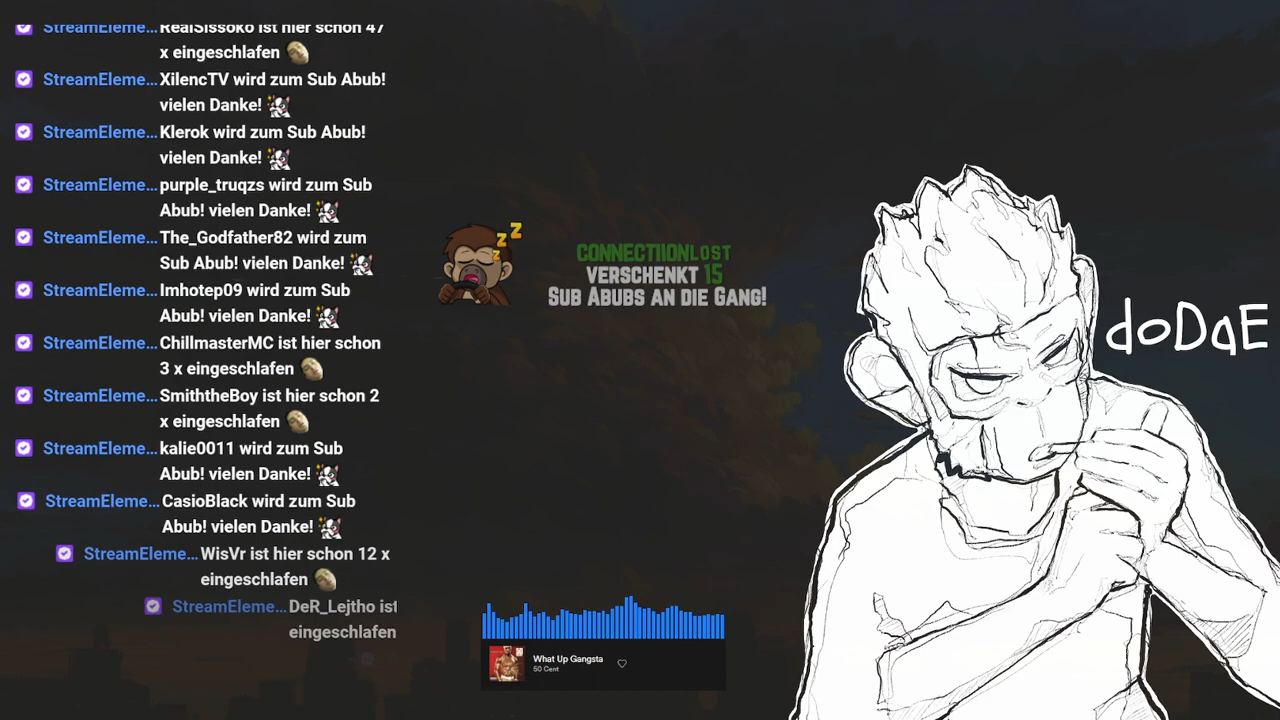 StreamEleme… RealSissoko ist hier schon 47
x eingeschlafen
StreamEleme… XilencTV wird zum Sub Abub!
vielen Danke!
StreamEleme… Klerok wird zum Sub Abub!
vielen Danke!
StreamEleme… purple_truqzs wird zum Sub
Abub! vielen Danke!
StreamEleme… The_Godfather82 wird zum
Sub Abub! vielen Danke!
StreamEleme… Imhotep09 wird zum Sub
Abub! vielen Danke!
StreamEleme… ChillmasterMC ist hier schon
3 x eingeschlafen
StreamEleme… SmiththeBoy ist hier schon 2
x eingeschlafen
StreamEleme… kalie0011 wird zum Sub
Abub! vielen Danke!
StreamEleme… CasioBlack wird zum Sub
Abub! vielen Danke!
StreamEleme… WisVr ist hier schon 12 x
eingeschlafen
StreamEleme… DeR_Lejtho ist
eingeschlafen
z z z
CONNECTIIONLOST
VERSCHENKT 15
SUB ABUBS AN DIE GANG!
doDaE
What Up Gangsta
50 Cent